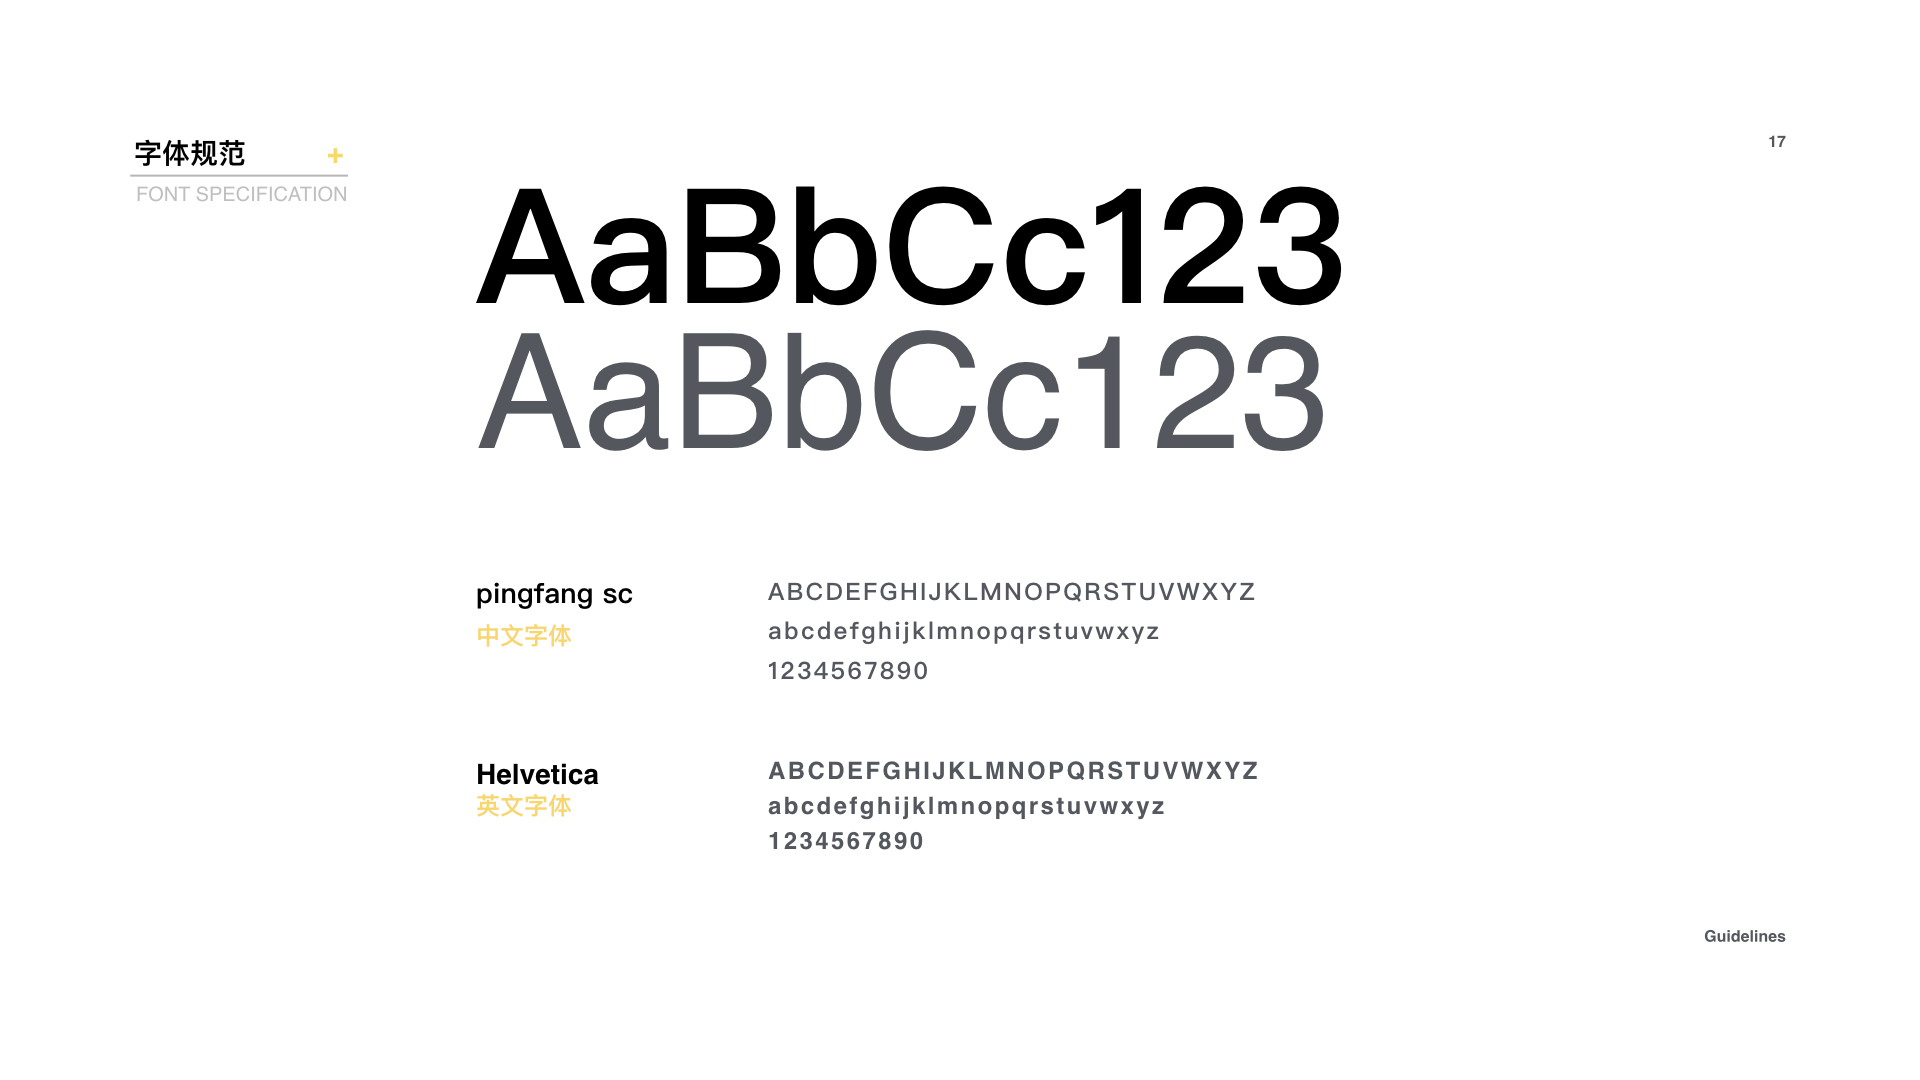 字体规范 +
FONT SPECIFICATION
17
AaBbCc123
AaBbCc123
pingfang sc
中文字体
ABCDEFGHIJKLMNOPQRSTUVWXYZ
abcdefghijklmnopqrstuvwxyz
1234567890
Helvetica
英文字体
ABCDEFGHIJKLMNOPQRSTUVWXYZ
abcdefghijklmnopqrstuvwxyz
1234567890
Guidelines